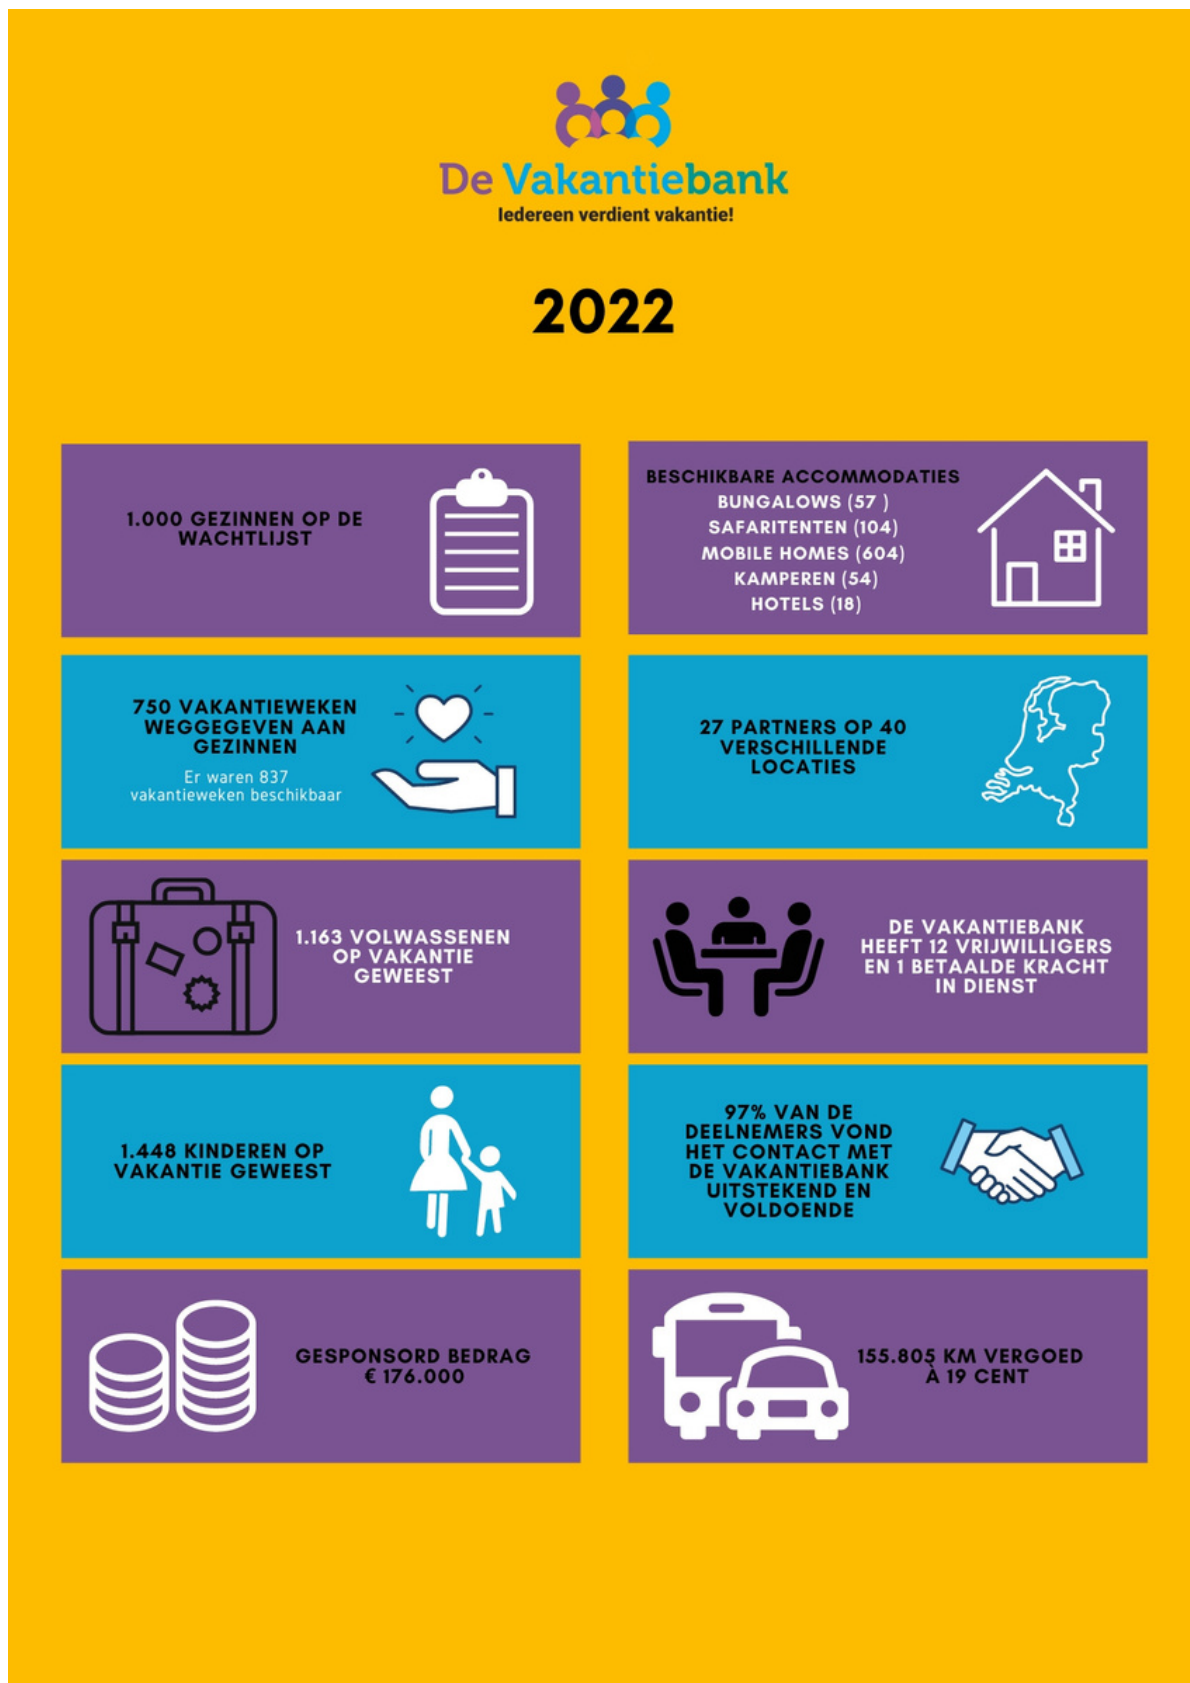 De Vakantiebank
Iedereen verdient vakantie!
2022
1.000 GEZINNEN OP DE
WACHTLIJST
BESCHIKBARE ACCOMMODATIES
BUNGALOWS (57 )
SAFARITENTEN (104)
MOBILE HOMES (604)
KAMPEREN (54)
HOTELS (18)
750 VAKANTIEWEKEN
WEGGEGEVEN AAN
GEZINNEN
Er waren 837
vakantieweken beschikbaar
27 PARTNERS OP 40
VERSCHILLENDE
LOCATIES
1.163 VOLWASSENEN
OP VAKANTIE
GEWEEST
DE VAKANTIEBANK
HEEFT 12 VRIJWILLIGERS
EN 1 BETAALDE KRACHT
IN DIENST
1.448 KINDEREN OP
VAKANTIE GEWEEST
97% VAN DE
DEELNEMERS VOND
HET CONTACT MET
DE VAKANTIEBANK
UITSTEKEND EN
VOLDOENDE
GESPONSORD BEDRAG
€ 176.000
155.805 KM VERGOED
À 19 CENT